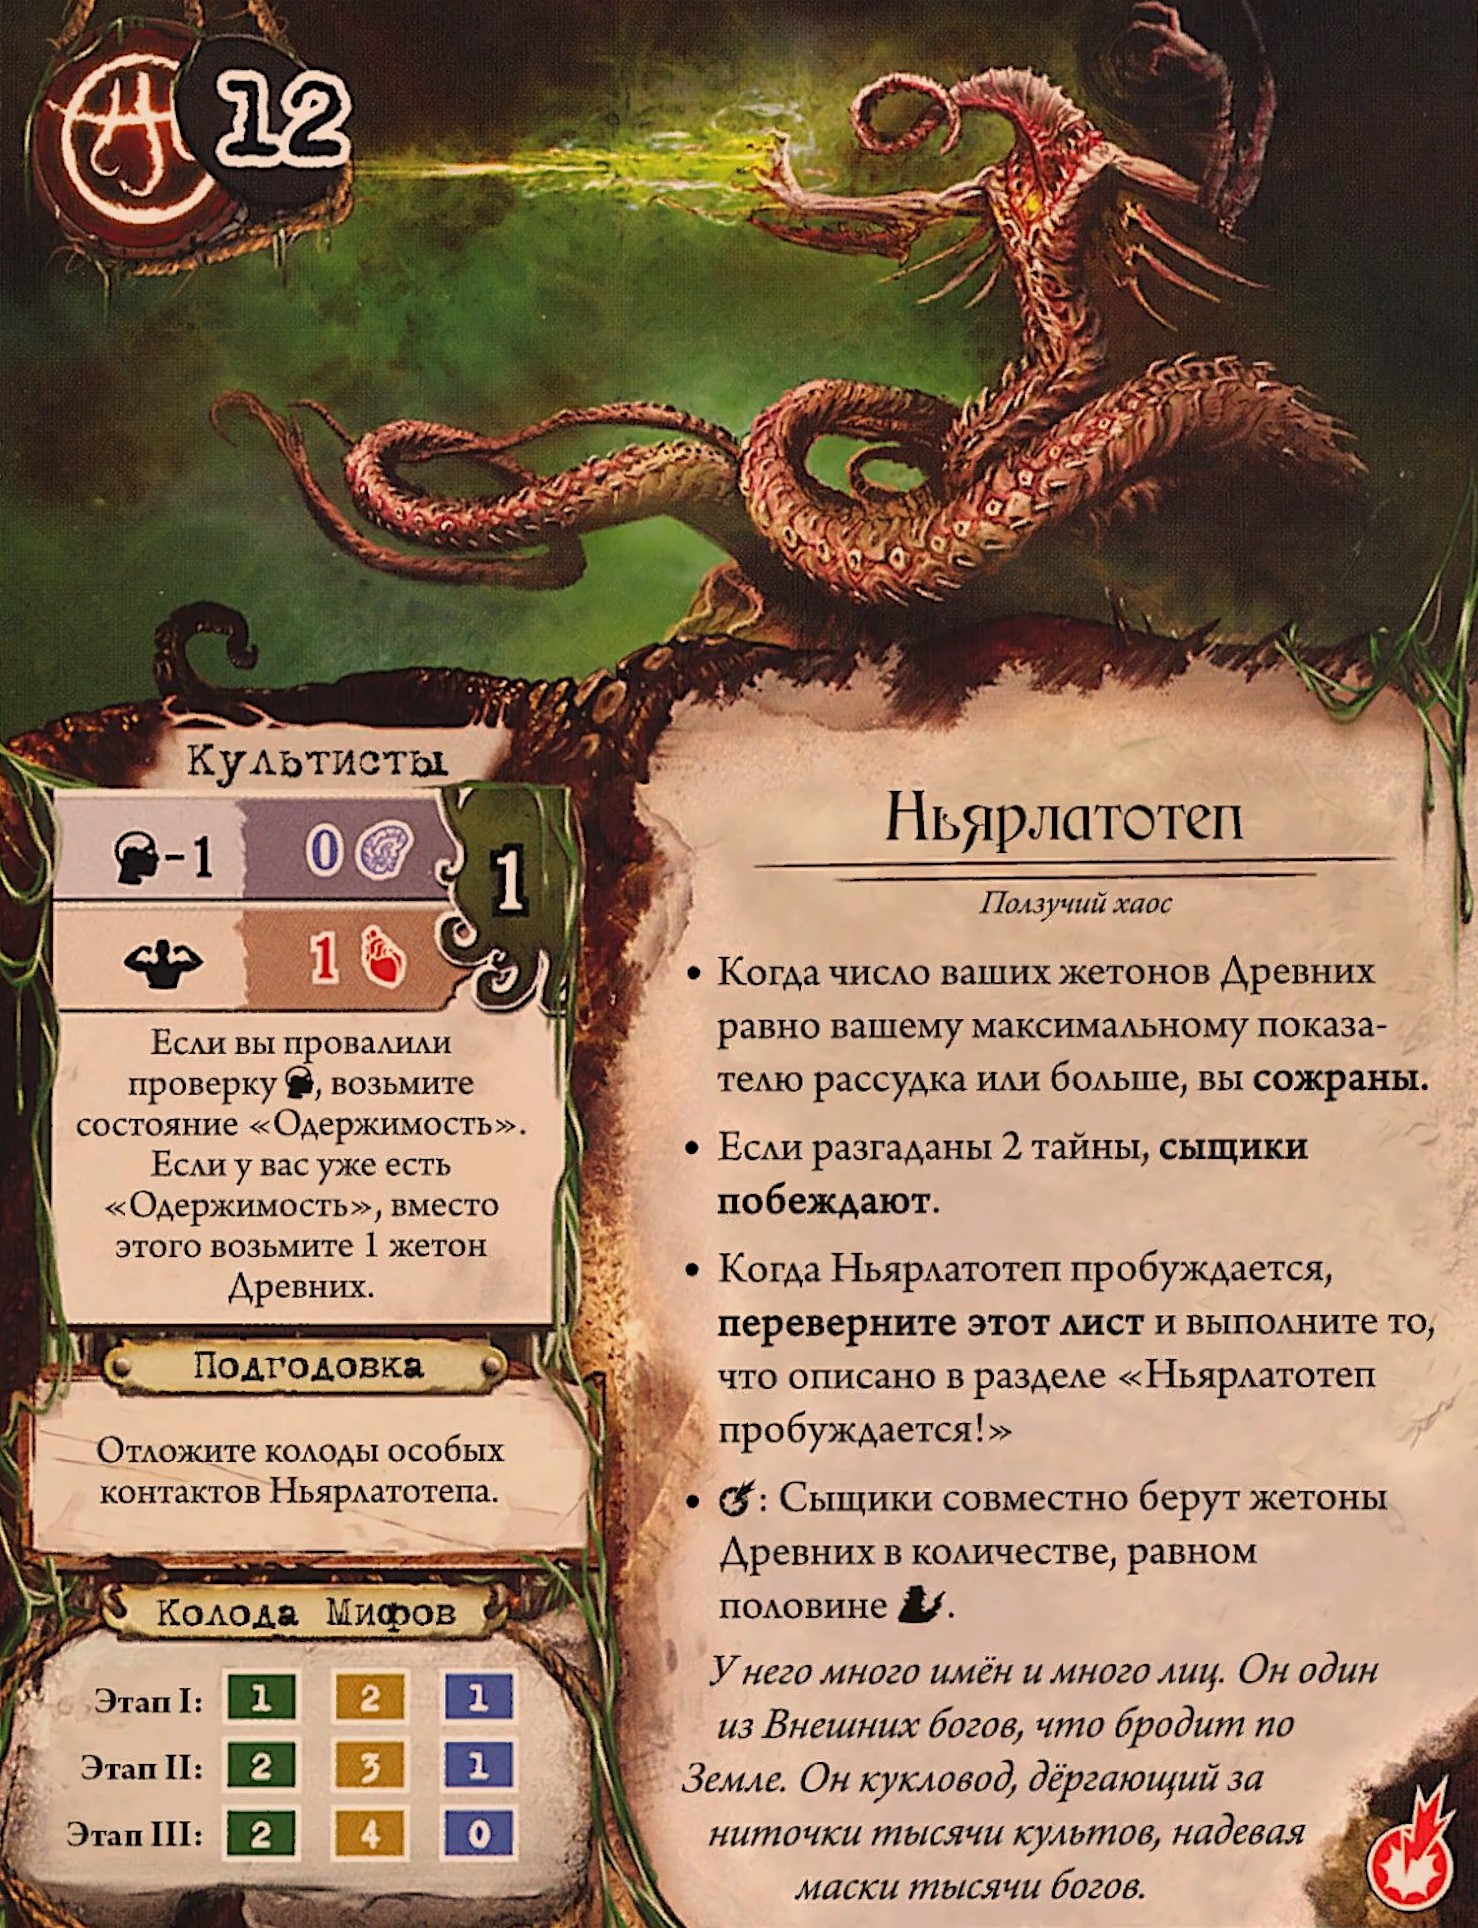 12
Культисты
-1 0
1
1
Если вы провалили
проверку , возьмите
состояние «Одержимость».
Если у вас уже есть
«Одержимость», вместо
этого возьмите 1 жетон
Древних.
Подготовка
Отложите колоды особых
контактов Ньярлатотепа.
Колода Мифов
Этап I: 1 2 1
Этап II: 2 3 1
Этап III: 2 4 0
Ньярлатотеп
Ползучий хаос
• Когда число ваших жетонов Древних
равно вашему максимальному показа-
телю рассудка или больше, вы сожраны.
• Если разгаданы 2 тайны, сыщики
побеждают.
• Когда Ньярлатотеп пробуждается,
переверните этот лист и выполните то,
что описано в разделе «Ньярлатотеп
пробуждается!»
• : Сыщики совместно берут жетоны
Древних в количестве, равном
половине .
У него много имён и много лиц. Он один
из Внешних богов, что бродит по
Земле. Он кукловод, дёргающий за
ниточки тысячи культов, надевая
маски тысячи богов.